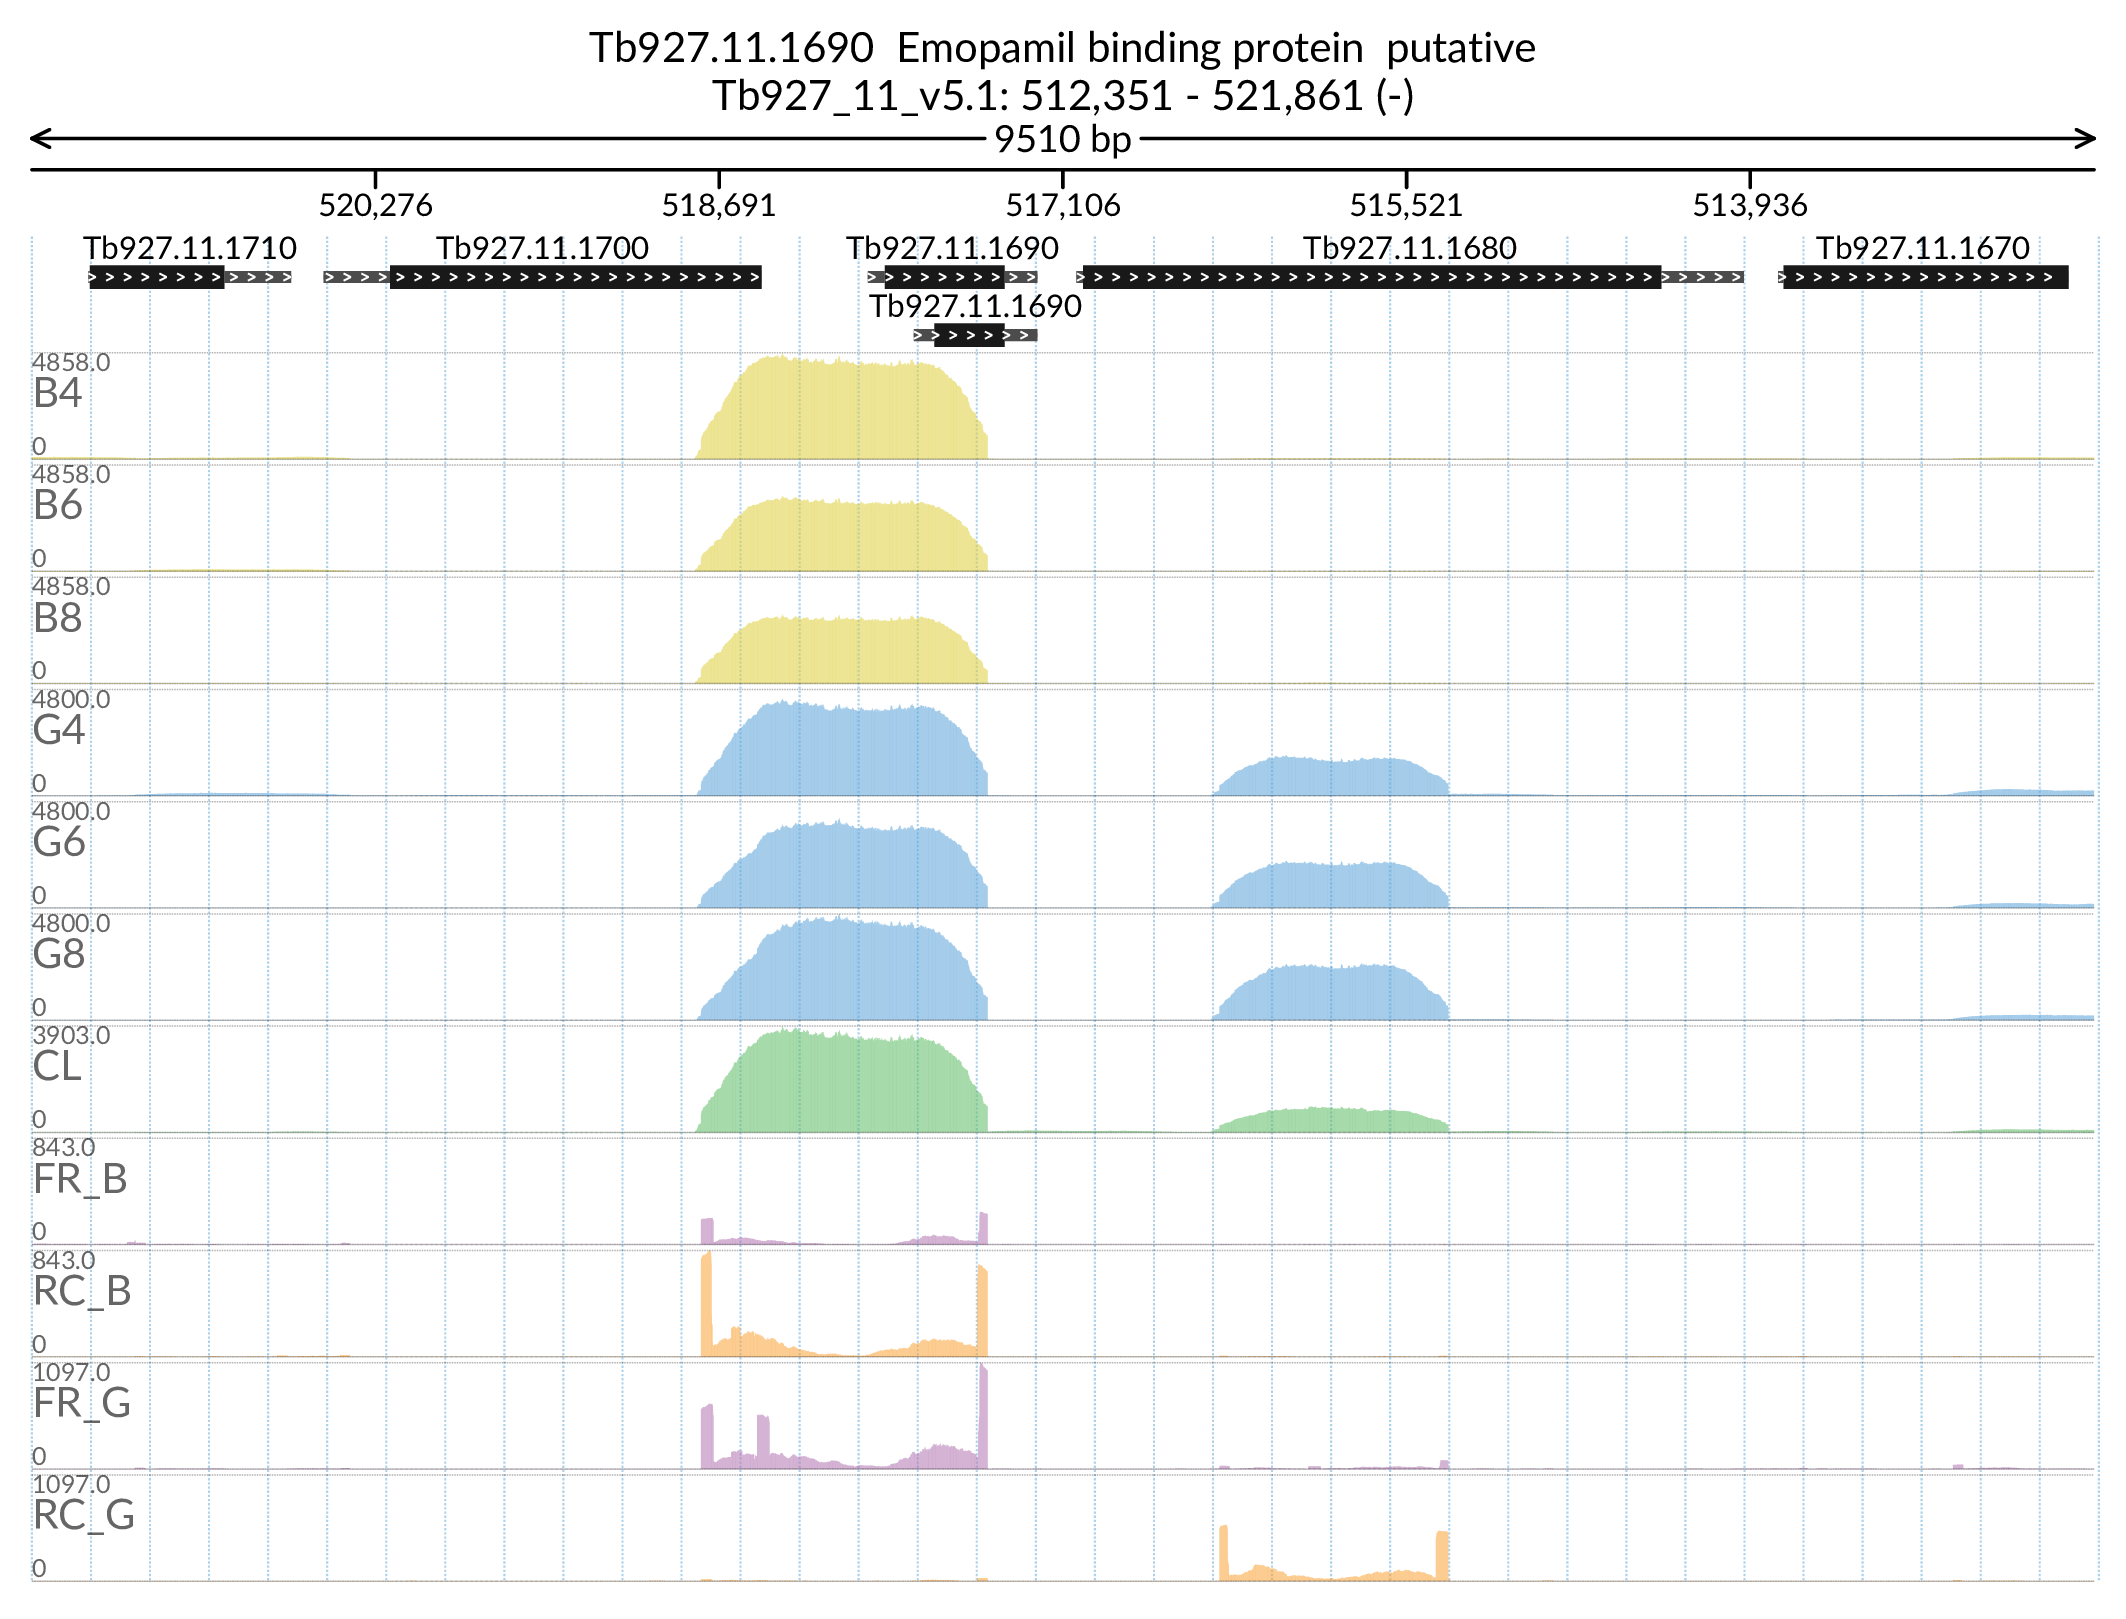 Tb927.11.1690  Emopamil binding protein  putative
Tb927_11_v5.1: 512,351 - 521,861 (-)
9510 bp
520,276 518,691 517,106 515,521 513,936
Tb927.11.1710 Tb927.11.1700 Tb927.11.1690 Tb927.11.1680 Tb927.11.1670
Tb927.11.1690
4858.0
B4
0
4858.0
B6
0
4858.0
B8
0
4800.0
G4
0
4800.0
G6
0
4800.0
G8
0
3903.0
CL
0
843.0
FR_B
0
843.0
RC_B
0
1097.0
FR_G
0
1097.0
RC_G
0